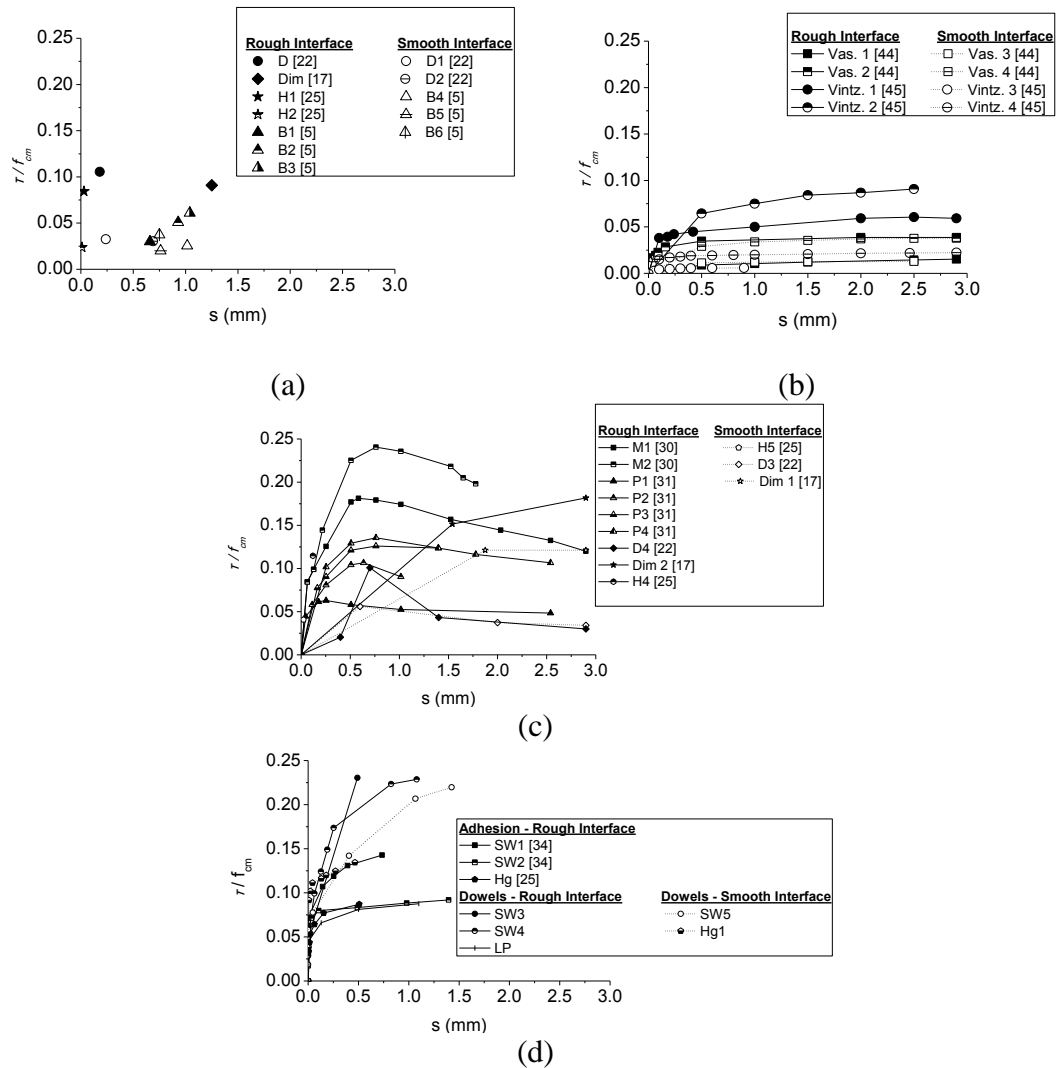 0.25
0.20
0.15
0.10
0.05
0.00
τ / f_cm
0.0 0.5 1.0 1.5 2.0 2.5 3.0
s (mm)
Rough Interface Smooth Interface
D [22] D1 [22]
Dim [17] D2 [22]
H1 [25] B4 [5]
H2 [25] B5 [5]
B1 [5] B6 [5]
B2 [5]
B3 [5]
(a)
0.25
0.20
0.15
0.10
0.05
0.00
τ / f_cm
0.0 0.5 1.0 1.5 2.0 2.5 3.0
s (mm)
Rough Interface Smooth Interface
Vas. 1 [44] Vas. 3 [44]
Vas. 2 [44] Vas. 4 [44]
Vintz. 1 [45] Vintz. 3 [45]
Vintz. 2 [45] Vintz. 4 [45]
(b)
0.25
0.20
0.15
0.10
0.05
0.00
τ / f_cm
0.0 0.5 1.0 1.5 2.0 2.5 3.0
s (mm)
Rough Interface Smooth Interface
M1 [30] H5 [25]
M2 [30] D3 [22]
P1 [31] Dim 1 [17]
P2 [31]
P3 [31]
P4 [31]
D4 [22]
Dim 2 [17]
H4 [25]
(c)
0.25
0.20
0.15
0.10
0.05
0.00
τ / f_cm
0.0 0.5 1.0 1.5 2.0 2.5 3.0
s (mm)
Adhesion - Rough Interface
SW1 [34]
SW2 [34]
Hg [25]
Dowels - Rough Interface Dowels - Smooth Interface
SW3 SW5
SW4 Hg1
LP
(d)